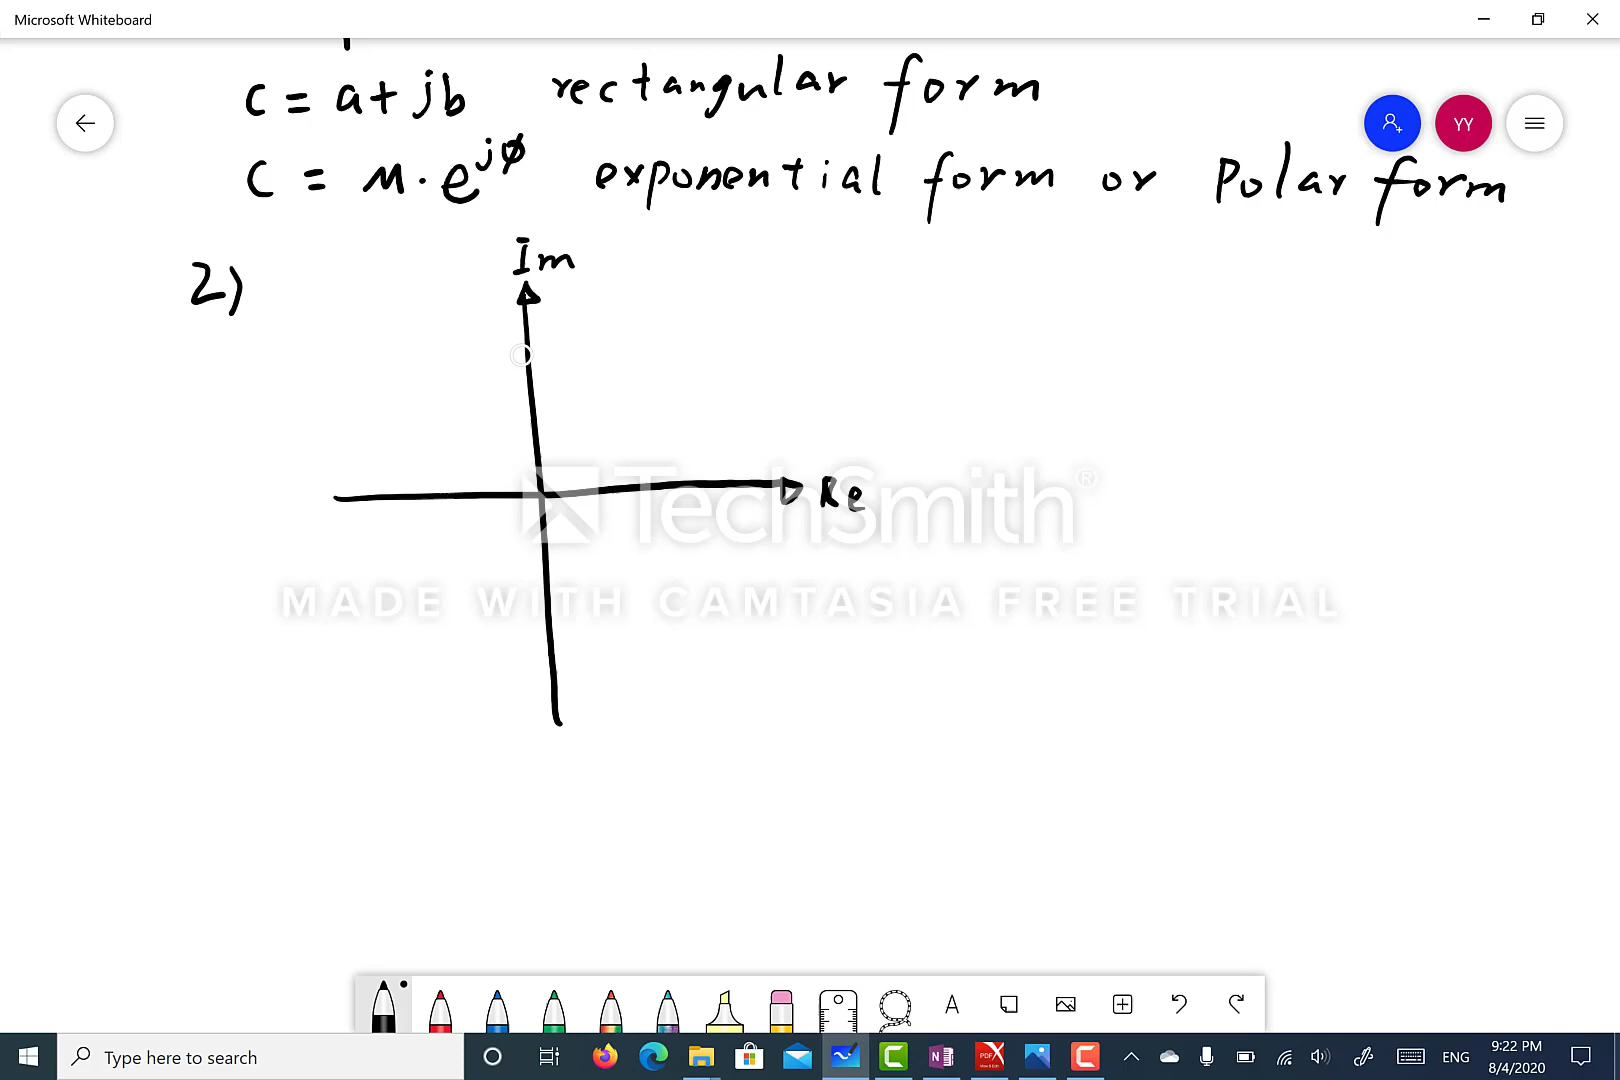 Microsoft Whiteboard
c = a + jb rectangular form
YY
c = M · e^jφ exponential form or Polar form
Im
2)
Re
TechSmith®
MADE WITH CAMTASIA FREE TRIAL
A
Type here to search
N
PDF
ENG
9:22 PM
8/4/2020